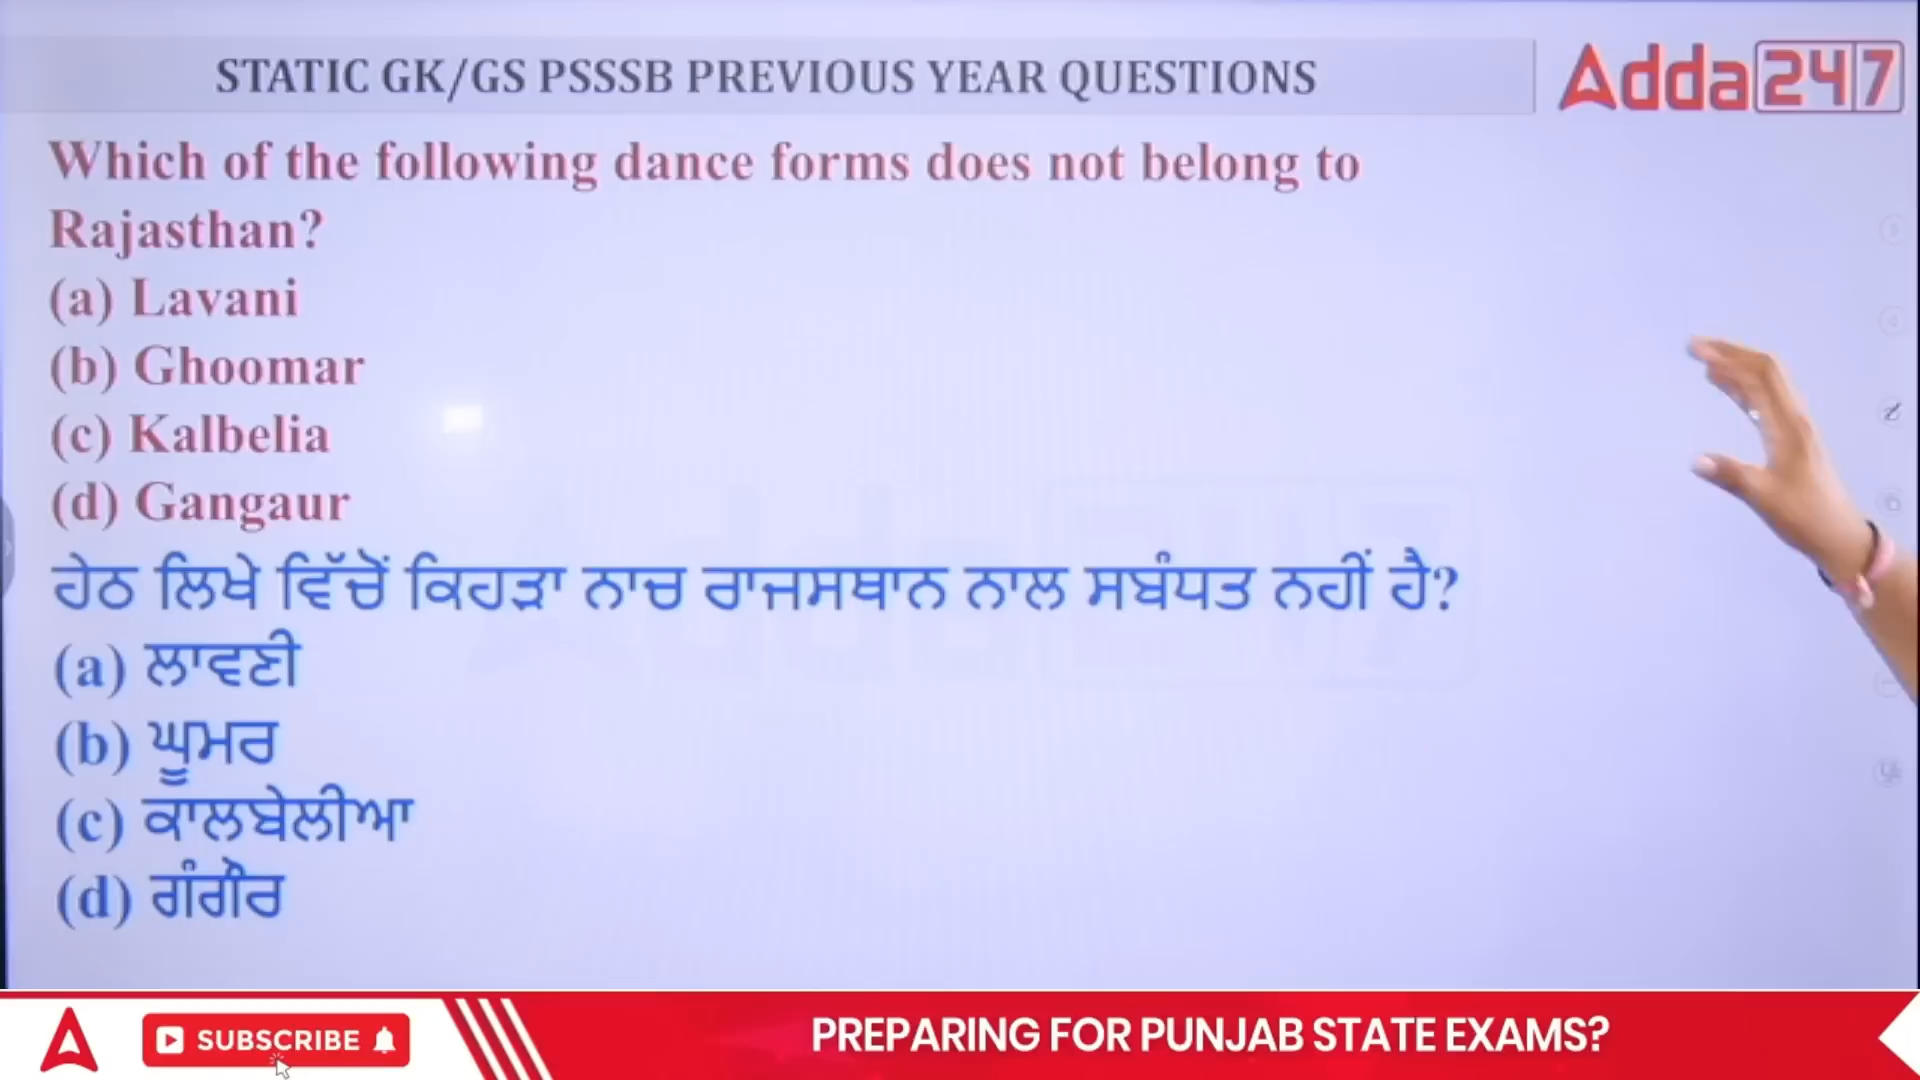 STATIC GK/GS PSSSB PREVIOUS YEAR QUESTIONS
Adda247
Which of the following dance forms does not belong to
Rajasthan?
(a) Lavani
(b) Ghoomar
(c) Kalbelia
(d) Gangaur
ਹੇਠ ਲਿਖੇ ਵਿੱਚੋਂ ਕਿਹੜਾ ਨਾਚ ਰਾਜਸਥਾਨ ਨਾਲ ਸਬੰਧਤ ਨਹੀਂ ਹੈ?
(a) ਲਾਵਣੀ
(b) ਘੂਮਰ
(c) ਕਾਲਬੇਲੀਆ
(d) ਗੰਗੌਰ
SUBSCRIBE
PREPARING FOR PUNJAB STATE EXAMS?